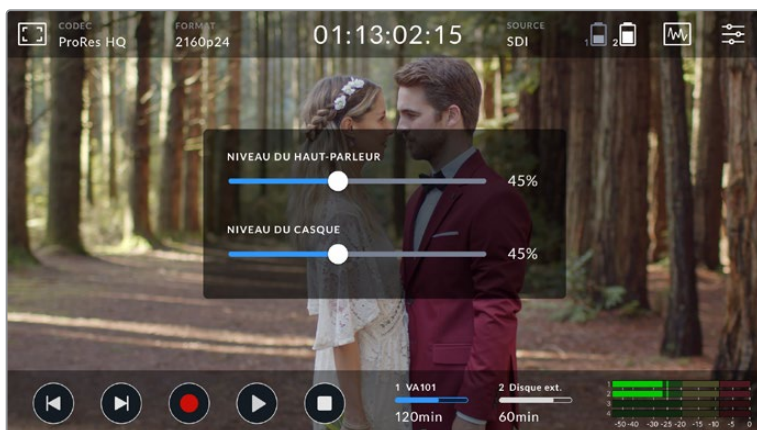 CODEC
ProRes HQ
FORMAT
2160p24
01:13:02:15
SOURCE
SDI
1
2
NIVEAU DU HAUT-PARLEUR
45%
NIVEAU DU CASQUE
45%
1 VA101
120min
2 Disque ext.
60min
1
2
3
4
-50 -40 -30 -25 -20 -15 -10 -5 0